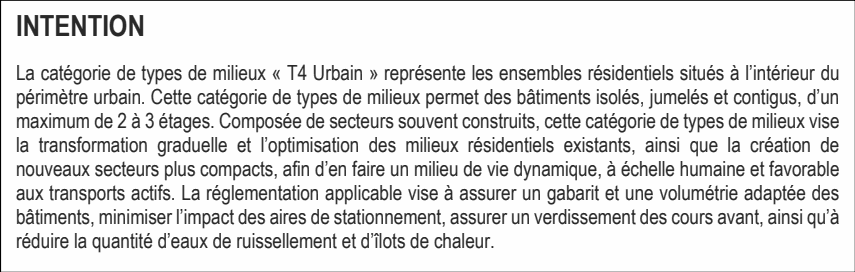 INTENTION
La catégorie de types de milieux « T4 Urbain » représente les ensembles résidentiels situés à l’intérieur du
périmètre urbain. Cette catégorie de types de milieux permet des bâtiments isolés, jumelés et contigus, d’un
maximum de 2 à 3 étages. Composée de secteurs souvent construits, cette catégorie de types de milieux vise
la transformation graduelle et l’optimisation des milieux résidentiels existants, ainsi que la création de
nouveaux secteurs plus compacts, afin d’en faire un milieu de vie dynamique, à échelle humaine et favorable
aux transports actifs. La réglementation applicable vise à assurer un gabarit et une volumétrie adaptée des
bâtiments, minimiser l’impact des aires de stationnement, assurer un verdissement des cours avant, ainsi qu’à
réduire la quantité d’eaux de ruissellement et d’îlots de chaleur.